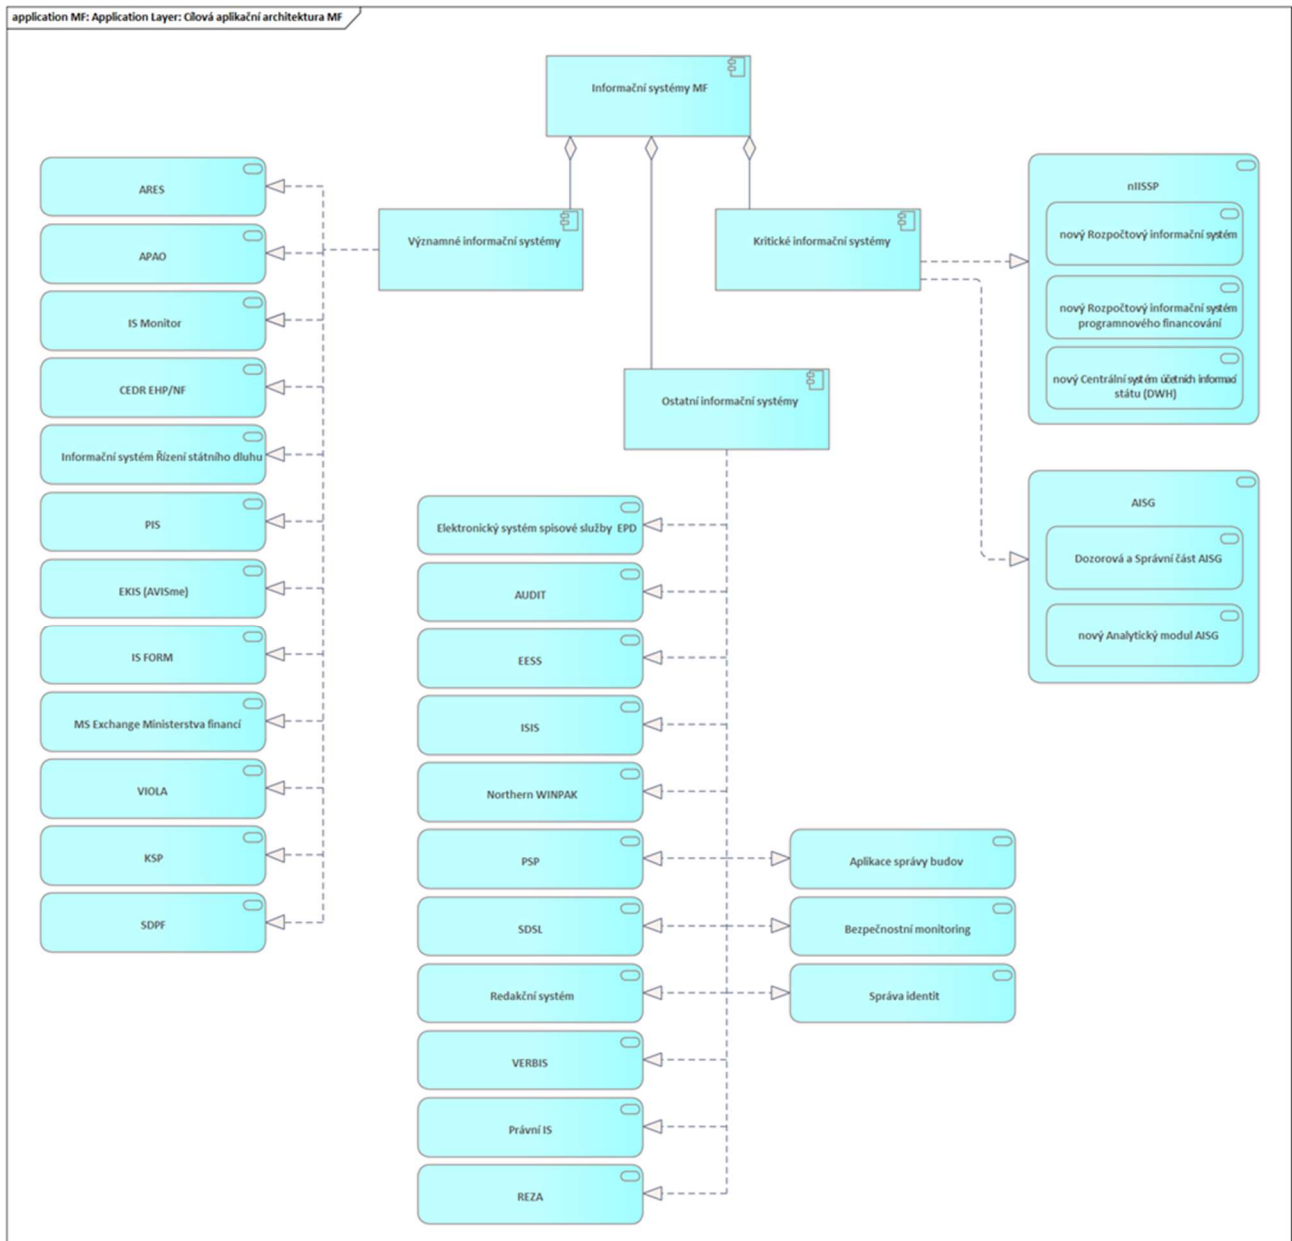 application MF: Application Layer: Cílová aplikační architektura MF
Informační systémy MF
Významné informační systémy
Kritické informační systémy
Ostatní informační systémy
ARES
APAO
IS Monitor
CEDR EHP/NF
Informační systém Řízení státního dluhu
PIS
EKIS (AVISme)
IS FORM
MS Exchange Ministerstva financí
VIOLA
KSP
SDPF
Elektronický systém spisové služby EPD
AUDIT
EESS
ISIS
Northern WINPAK
PSP
SDSL
Redakční systém
VERBIS
Právní IS
REZA
Aplikace správy budov
Bezpečnostní monitoring
Správa identit
nIISSP
nový Rozpočtový informační systém
nový Rozpočtový informační systém
programnového financování
nový Centrální systém účetních informací
státu (DWH)
AISG
Dozorová a Správní část AISG
nový Analytický modul AISG